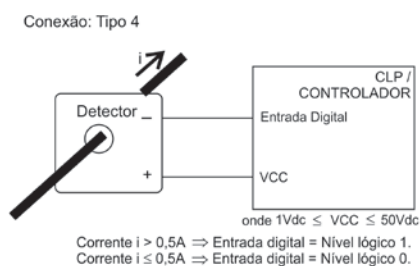 Conexão: Tipo 4
i
CLP /
CONTROLADOR
Detector
–
Entrada Digital
+
VCC
onde 1Vdc ≤ VCC ≤ 50Vdc
Corrente i > 0,5A ⇒ Entrada digital = Nível lógico 1.
Corrente i ≤ 0,5A ⇒ Entrada digital = Nível lógico 0.